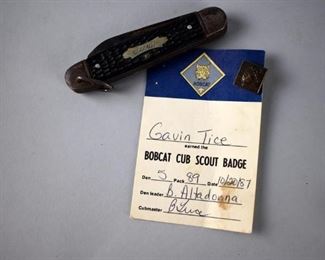 BOBCAT
Gavin Tice
earned the
BOBCAT CUB SCOUT BADGE
Den 5 Pack 89 Date 10/20/87
Den leader B. Altadonna
Cubmaster